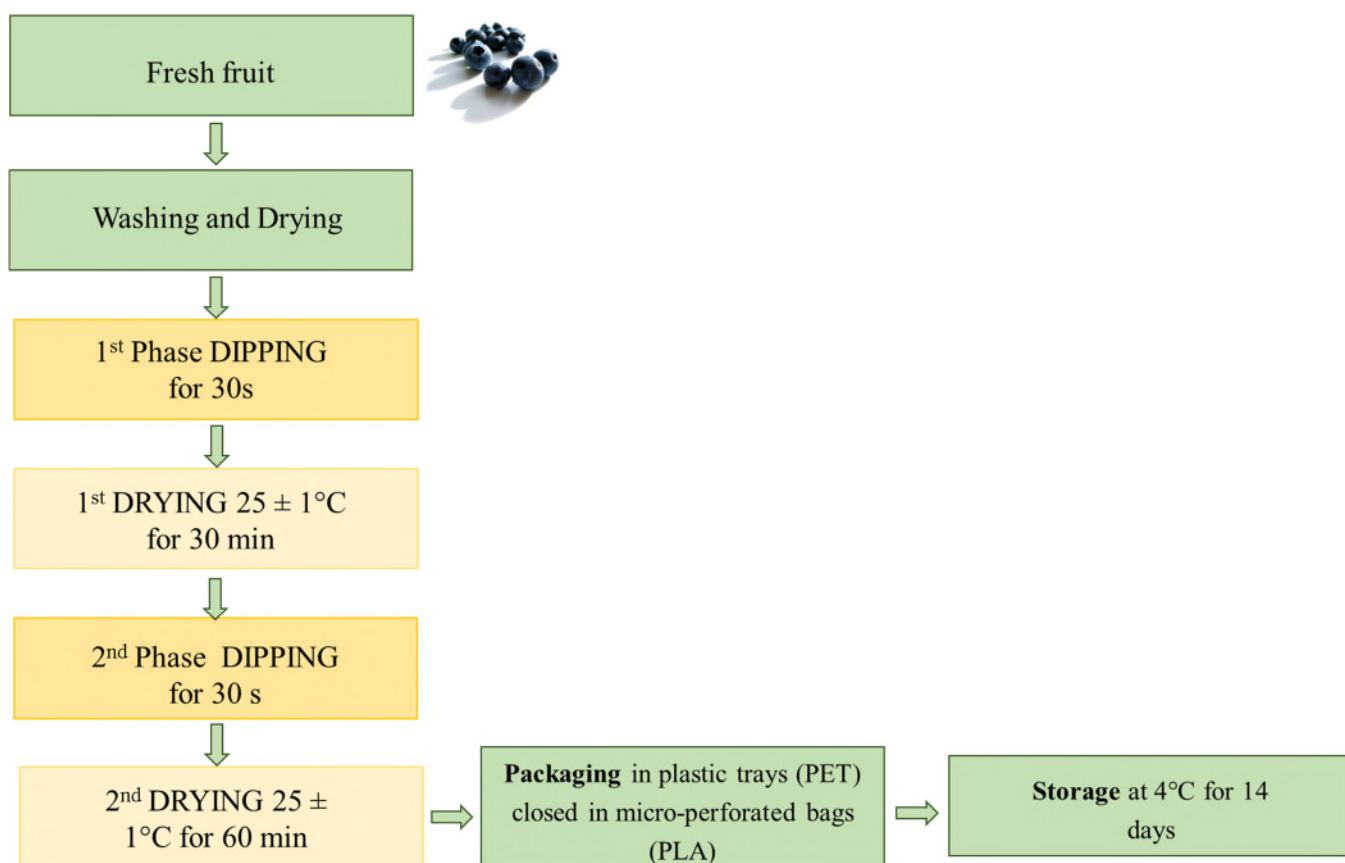 Fresh fruit
Washing and Drying
1st Phase DIPPING
for 30s
1st DRYING 25 ± 1°C
for 30 min
2nd Phase  DIPPING
for 30 s
2nd DRYING 25 ±
1°C for 60 min
Packaging in plastic trays (PET)
closed in micro-perforated bags
(PLA)
Storage at 4°C for 14
days